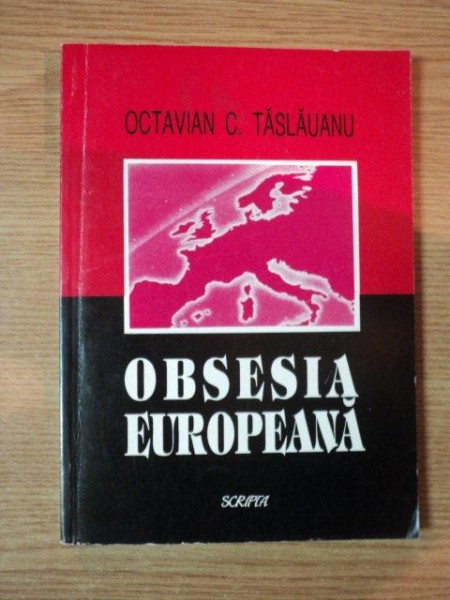 OCTAVIAN C. TĂSLĂUANU
OBSESIA
EUROPEANĂ
SCRIPTA